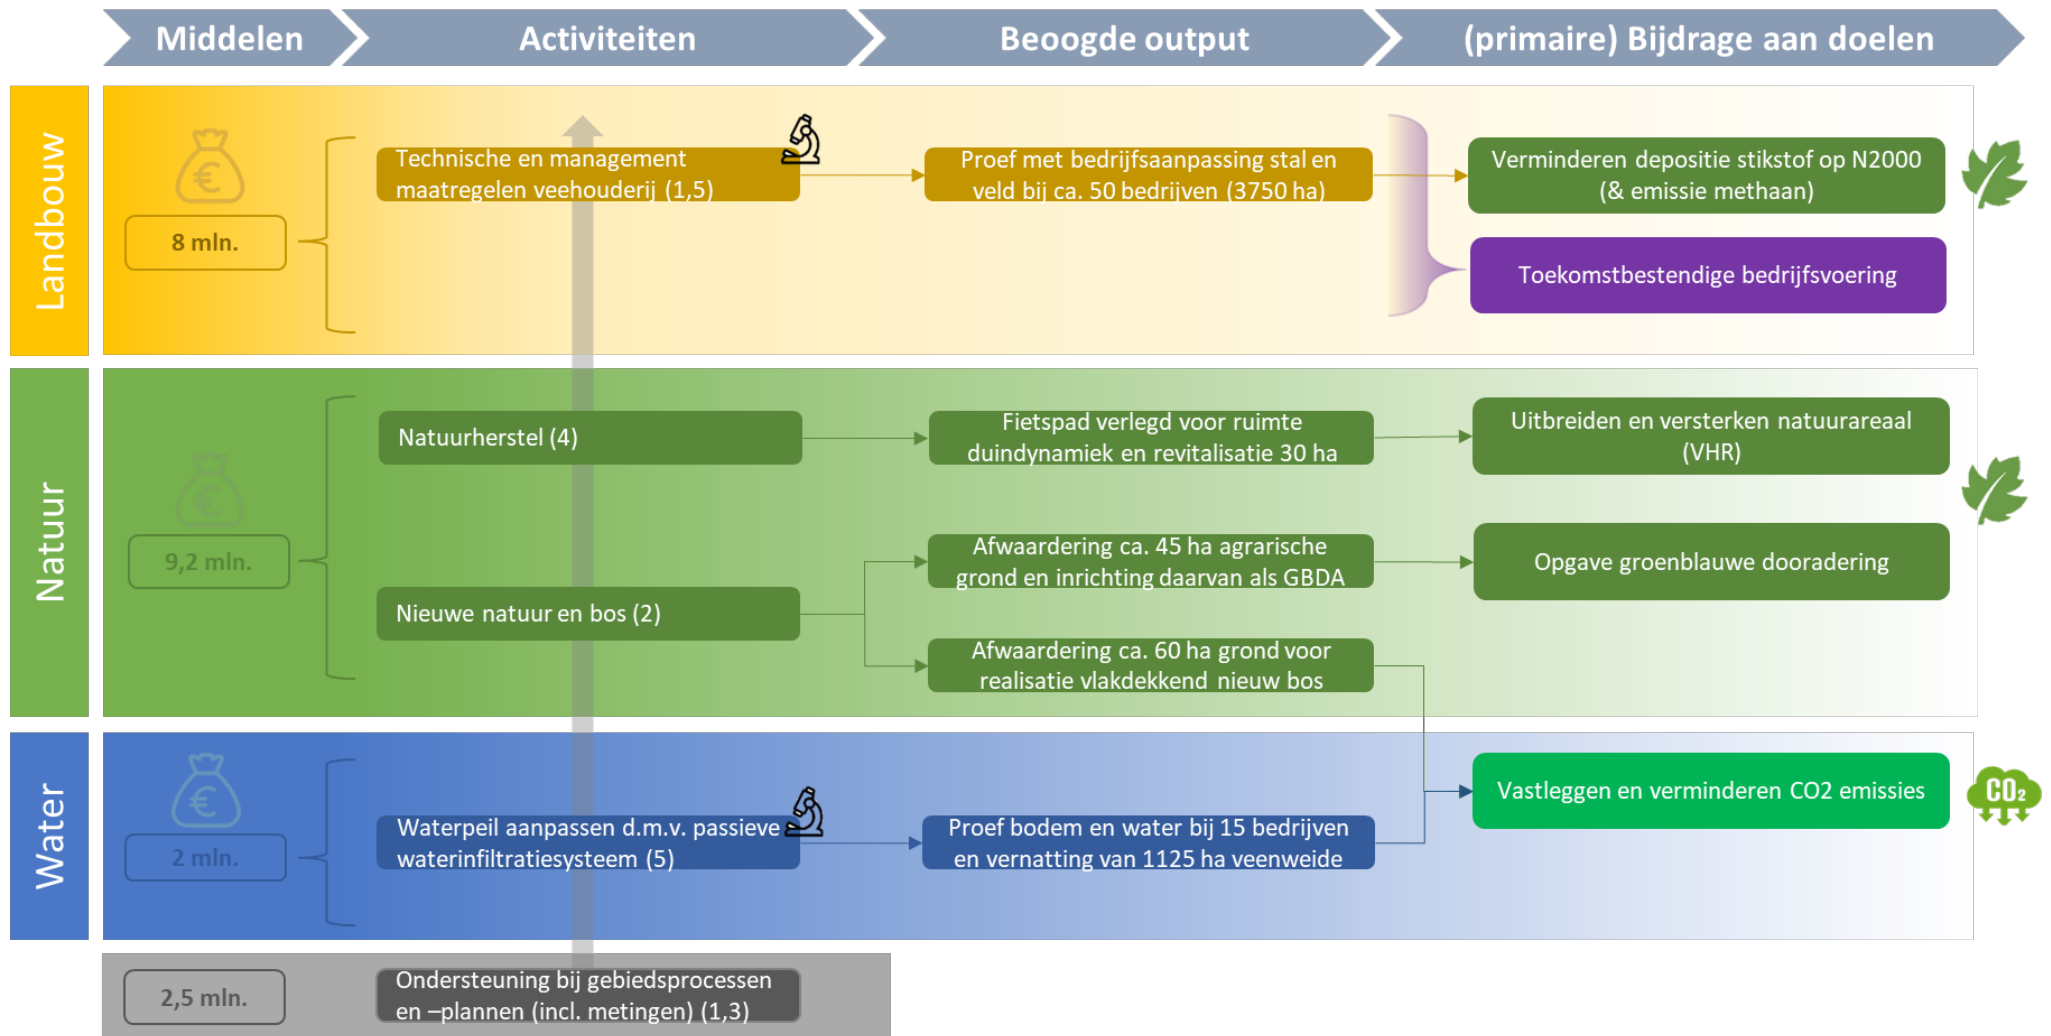 Middelen
Activiteiten
Beoogde output
(primaire) Bijdrage aan doelen
Landbouw
€
8 mln.
Technische en management
maatregelen veehouderij (1,5)
Proef met bedrijfsaanpassing stal en
veld bij ca. 50 bedrijven (3750 ha)
Verminderen depositie stikstof op N2000
(& emissie methaan)
Toekomstbestendige bedrijfsvoering
Natuur
€
9,2 mln.
Natuurherstel (4)
Fietspad verlegd voor ruimte
duindynamiek en revitalisatie 30 ha
Uitbreiden en versterken natuurareaal
(VHR)
Nieuwe natuur en bos (2)
Afwaardering ca. 45 ha agrarische
grond en inrichting daarvan als GBDA
Opgave groenblauwe dooradering
Afwaardering ca. 60 ha grond voor
realisatie vlakdekkend nieuw bos
Water
€
2 mln.
Waterpeil aanpassen d.m.v. passieve
waterinfiltratiesysteem (5)
Proef bodem en water bij 15 bedrijven
en vernatting van 1125 ha veenweide
Vastleggen en verminderen CO2 emissies
CO₂
2,5 mln.
Ondersteuning bij gebiedsprocessen
en –plannen (incl. metingen) (1,3)